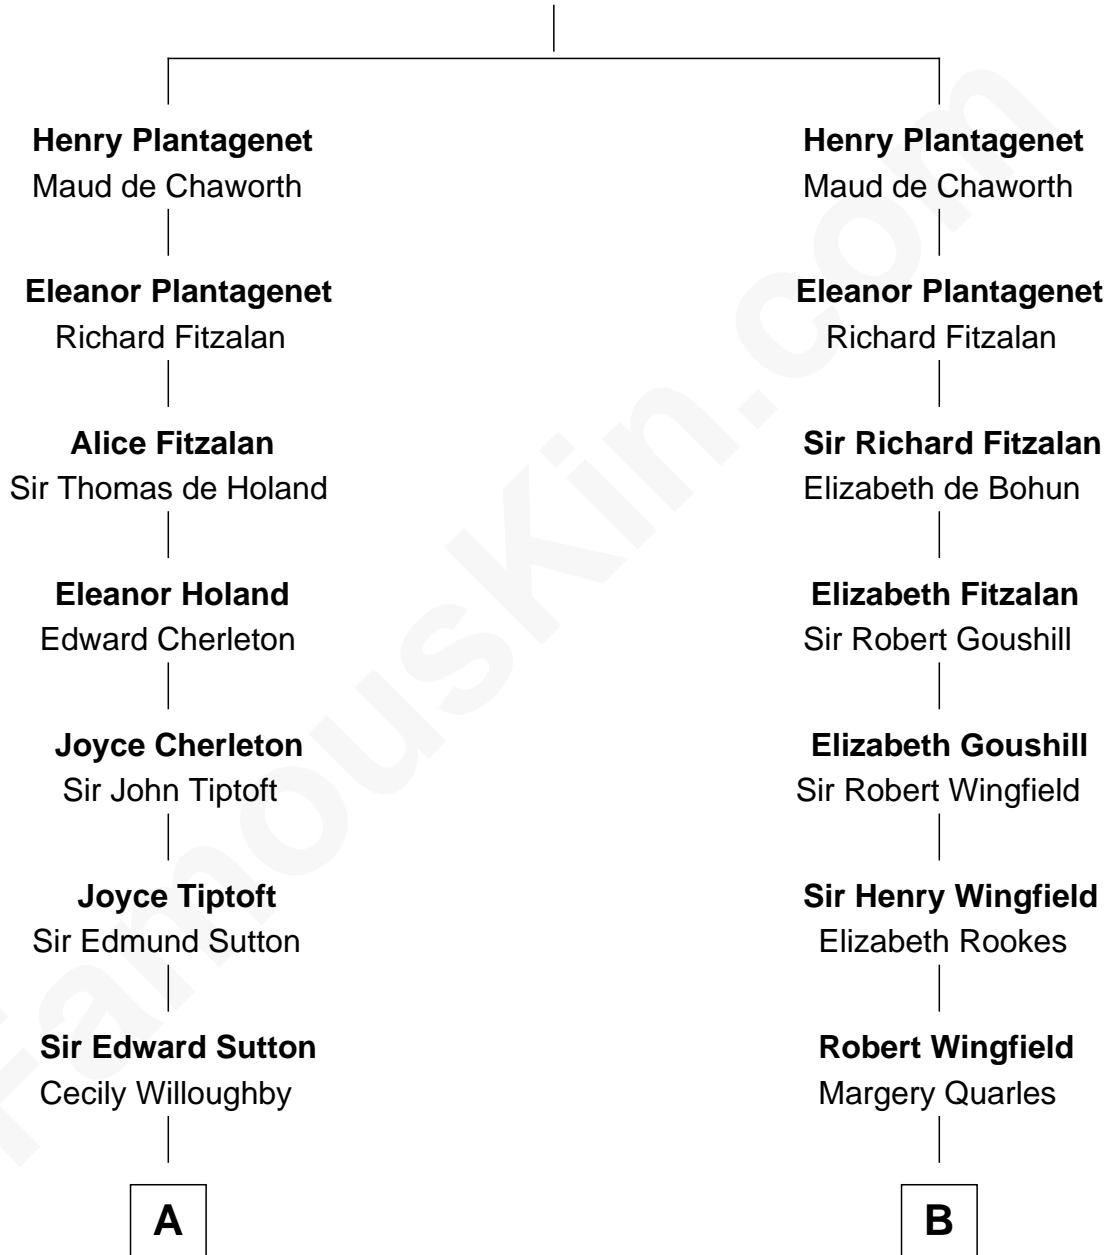 Henry Plantagenet
Maud de Chaworth
Eleanor Plantagenet
Richard Fitzalan
Alice Fitzalan
Sir Thomas de Holand
Eleanor Holand
Edward Cherleton
Joyce Cherleton
Sir John Tiptoft
Joyce Tiptoft
Sir Edmund Sutton
Sir Edward Sutton
Cecily Willoughby
A
Henry Plantagenet
Maud de Chaworth
Eleanor Plantagenet
Richard Fitzalan
Sir Richard Fitzalan
Elizabeth de Bohun
Elizabeth Fitzalan
Sir Robert Goushill
Elizabeth Goushill
Sir Robert Wingfield
Sir Henry Wingfield
Elizabeth Rookes
Robert Wingfield
Margery Quarles
B
FamousKin.com